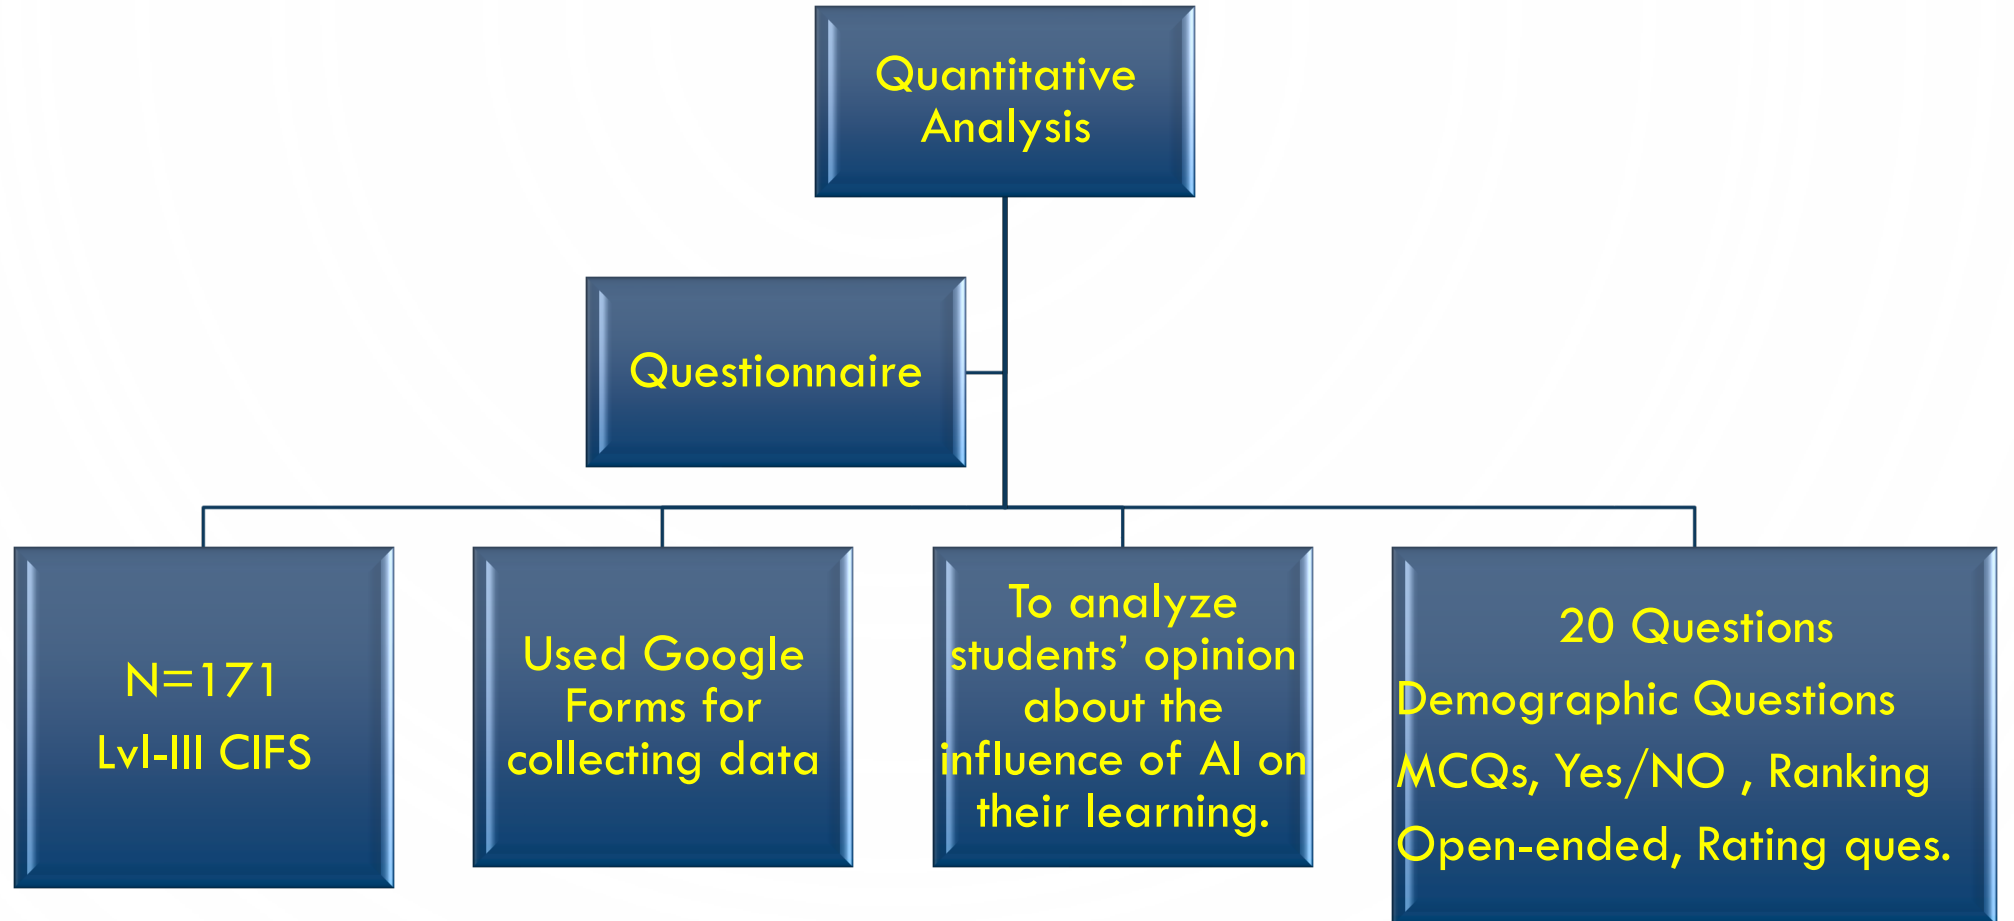 Quantitative
Analysis
Questionnaire
N=171
Lvl-III CIFS
Used Google
Forms for
collecting data
To analyze
students’ opinion
about the
influence of AI on
their learning.
20 Questions
Demographic Questions
MCQs, Yes/NO , Ranking
Open-ended, Rating ques.